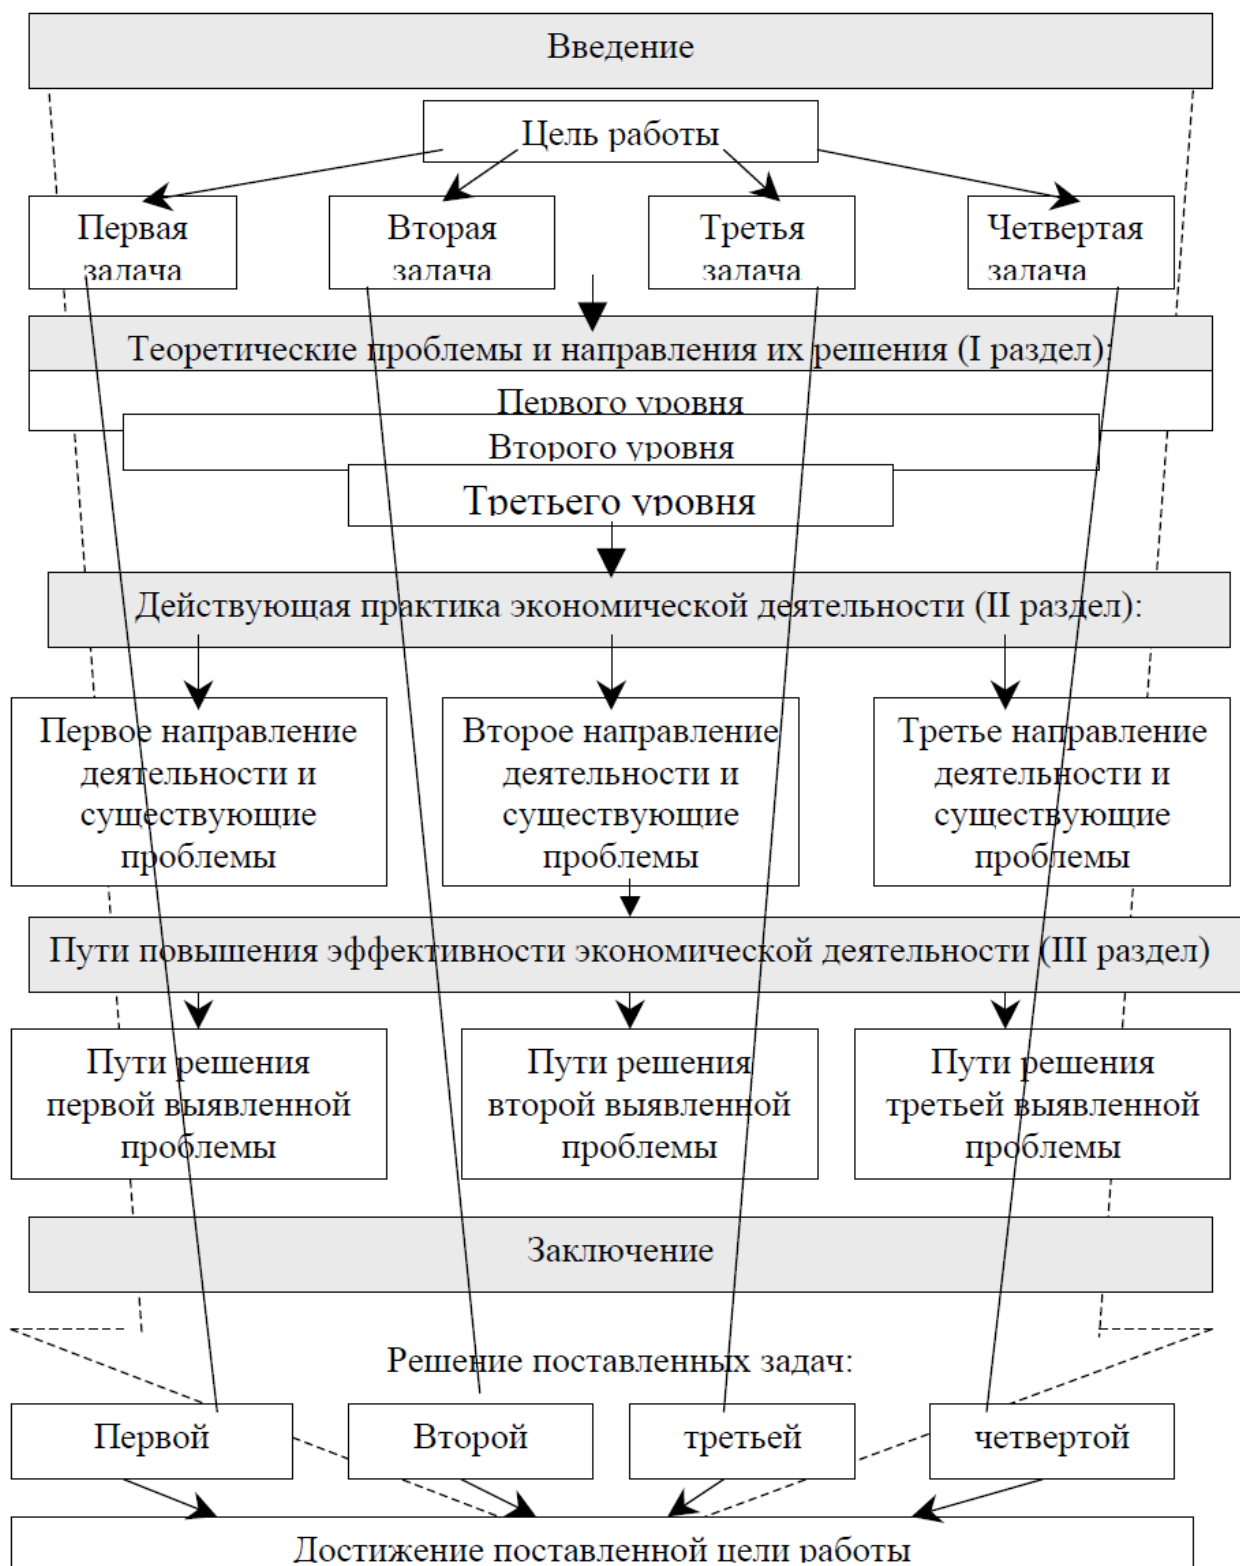 Введение
Цель работы
Первая
задача
Вторая
задача
Третья
задача
Четвертая
задача
Теоретические проблемы и направления их решения (I раздел):
Первого уровня
Второго уровня
Третьего уровня
Действующая практика экономической деятельности (II раздел):
Первое направление
деятельности и
существующие
проблемы
Второе направление
деятельности и
существующие
проблемы
Третье направление
деятельности и
существующие
проблемы
Пути повышения эффективности экономической деятельности (III раздел)
Пути решения
первой выявленной
проблемы
Пути решения
второй выявленной
проблемы
Пути решения
третьей выявленной
проблемы
Заключение
Решение поставленных задач:
Первой
Второй
третьей
четвертой
Достижение поставленной цели работы